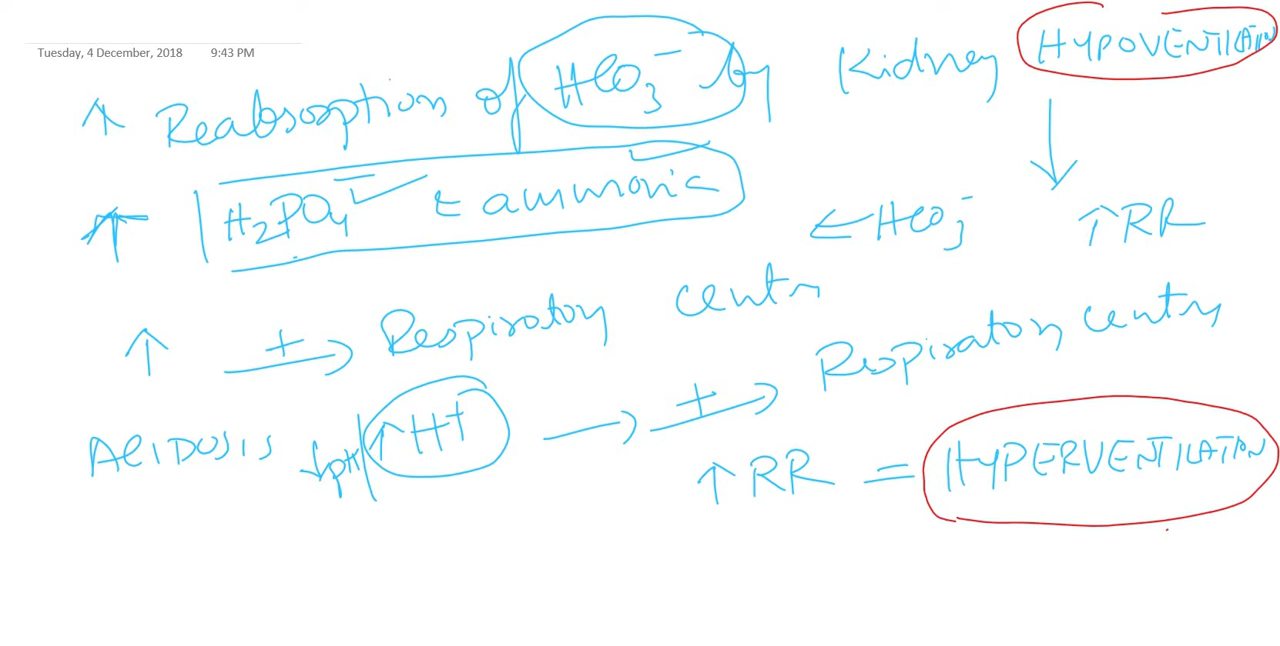 Tuesday, 4 December, 2018 9:43 PM
HYPOVENTILATION
↑ Reabsorption of HCO3⁻ by Kidney
↑ H2PO4⁻ & ammonia
← HCO3 ↑RR
↑ + → Respiratory centre
+ → Respiratory centre
ACIDOSIS ↓pH/↑H+ →
↑ RR = HYPERVENTILATION